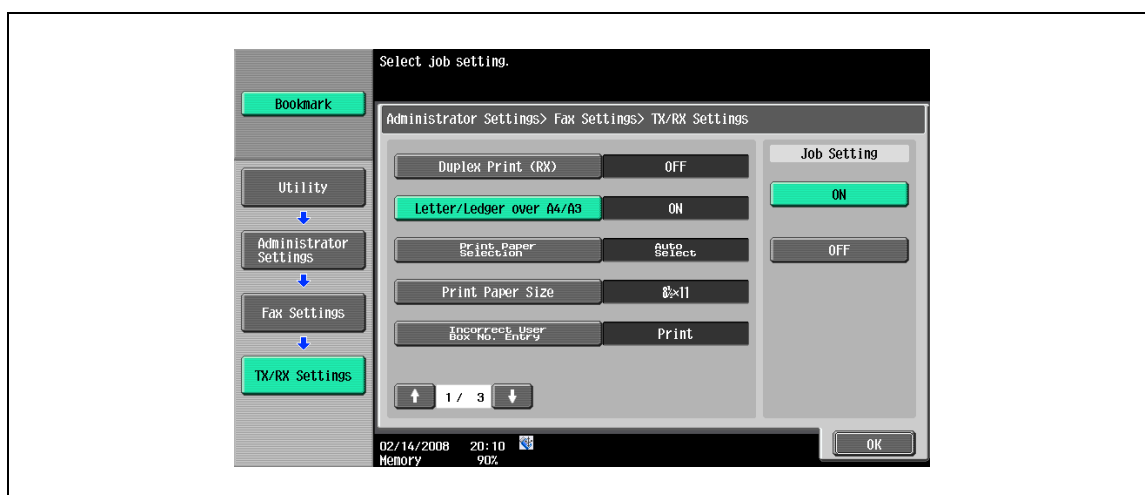 Select job setting.
Bookmark
Administrator Settings> Fax Settings> TX/RX Settings
Utility
Administrator
Settings
Fax Settings
TX/RX Settings
Duplex Print (RX) OFF
Letter/Ledger over A4/A3 ON
Print Paper
Selection
Auto
Select
Print Paper Size 8½×11
Incorrect User
Box No. Entry
Print
1/ 3
Job Setting
ON
OFF
02/14/2008 20:10
Memory 90%
OK